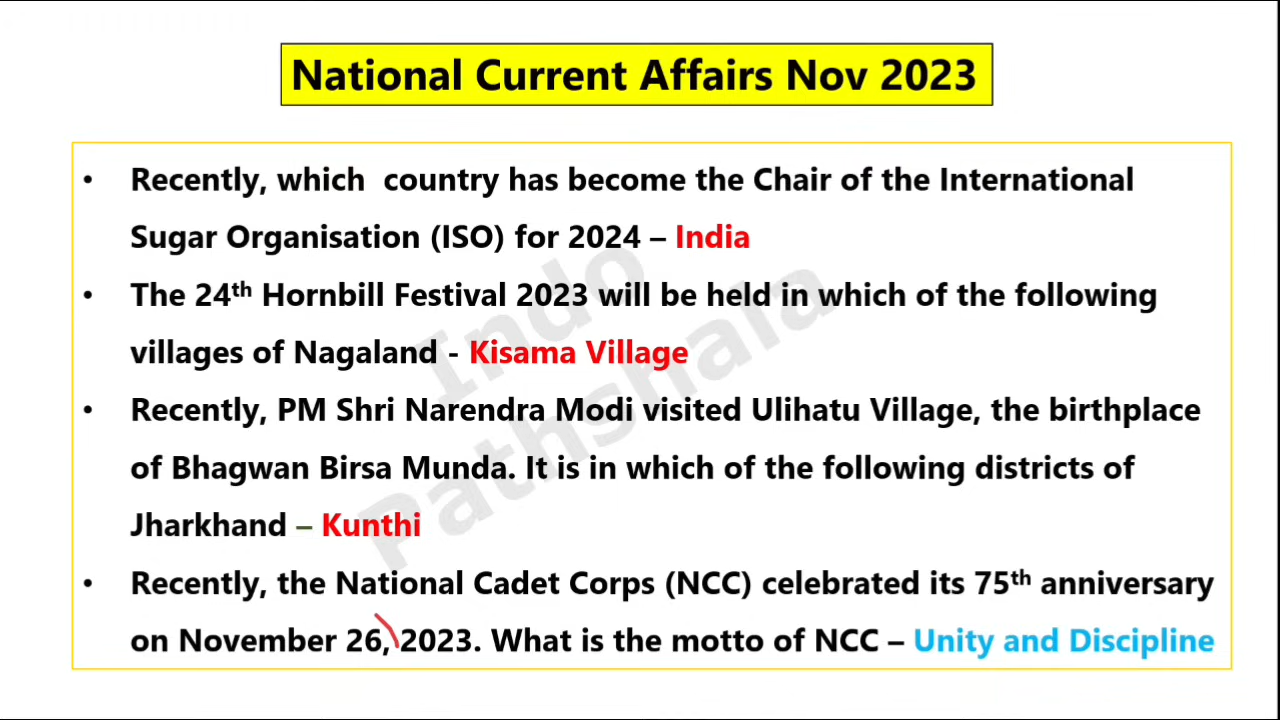 National Current Affairs Nov 2023
• Recently, which country has become the Chair of the International
Sugar Organisation (ISO) for 2024 – India
• The 24th Hornbill Festival 2023 will be held in which of the following
villages of Nagaland - Kisama Village
• Recently, PM Shri Narendra Modi visited Ulihatu Village, the birthplace
of Bhagwan Birsa Munda. It is in which of the following districts of
Jharkhand – Kunthi
• Recently, the National Cadet Corps (NCC) celebrated its 75th anniversary
on November 26, 2023. What is the motto of NCC – Unity and Discipline
Indo
Pathshala